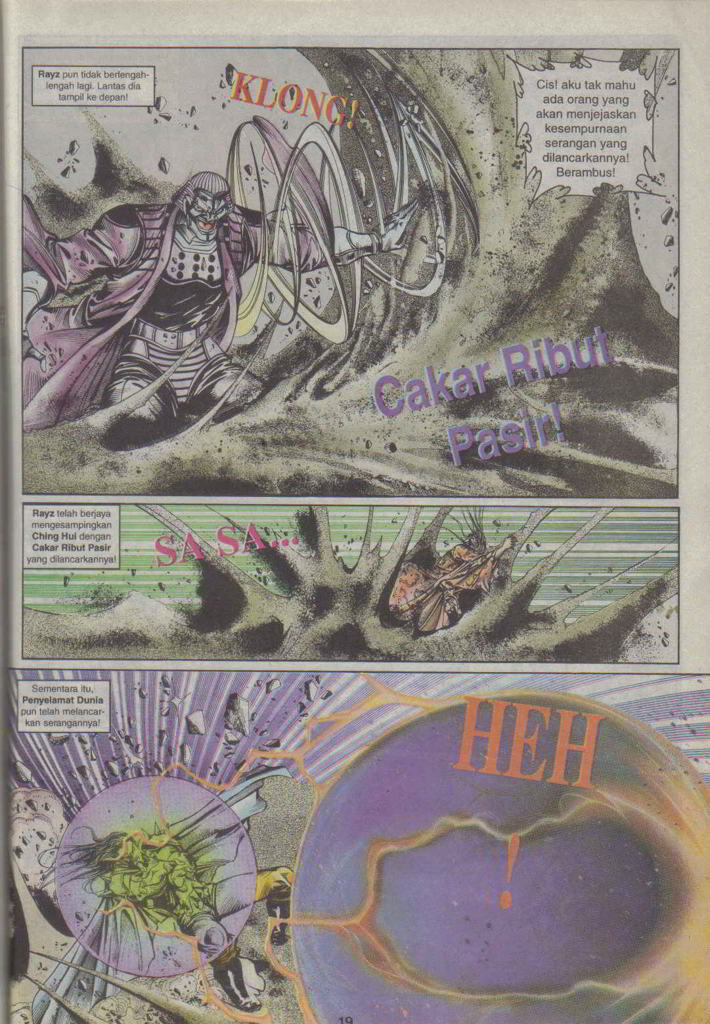 Rayz pun tidak berlengah-
lengah lagi. Lantas dia
tampil ke depan!
KLONG!
Cis! aku tak mahu
ada orang yang
akan menjejaskan
kesempurnaan
serangan yang
dilancarkannya!
Berambus!
Cakar Ribut
Pasir!
Rayz telah berjaya
mengesampingkan
Ching Hui dengan
Cakar Ribut Pasir
yang dilancarkannya!
SA SA...
Sementara itu,
Penyelamat Dunia
pun telah melancar-
kan serangannya!
HEH
!
19